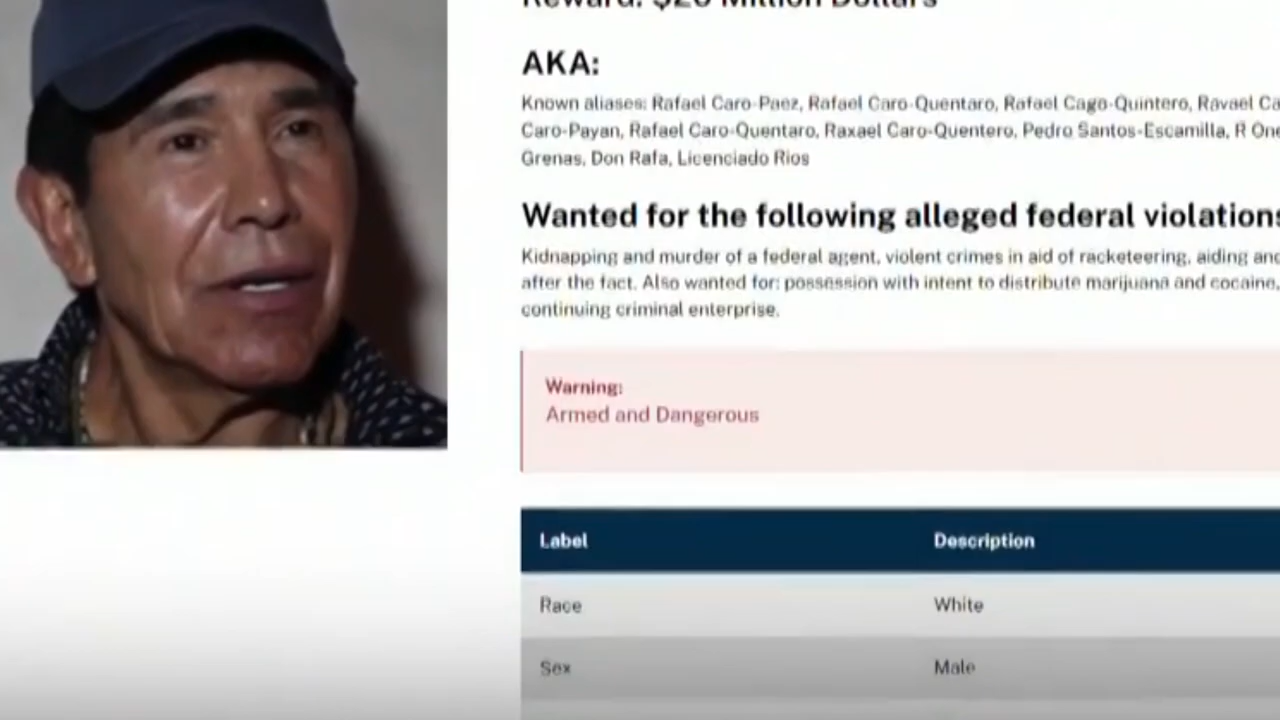 Reward: $20 Million Dollars
AKA:
Known aliases: Rafael Caro-Paez, Rafael Caro-Quentaro, Rafael Cago-Quintero, Ravael Ca
Caro-Payan, Rafael Caro-Quentaro, Raxael Caro-Quentero, Pedro Santos-Escamilla, R One
Grenas, Don Rafa, Licenciado Rios
Wanted for the following alleged federal violations
Kidnapping and murder of a federal agent, violent crimes in aid of racketeering, aiding and
after the fact. Also wanted for: possession with intent to distribute marijuana and cocaine,
continuing criminal enterprise.
Warning:
Armed and Dangerous
Label Description
Race White
Sex Male